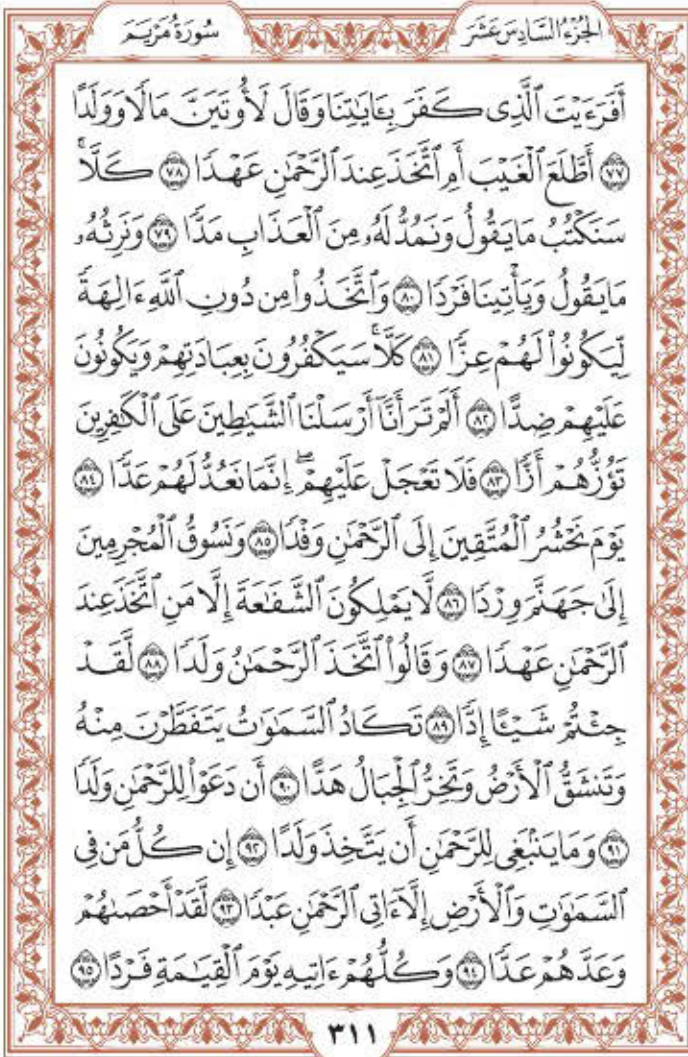 الجزء السادس عشر
سورة مريم
أَفَرَءَيْتَ ٱلَّذِى كَفَرَ بِـَٔايَـٰتِنَا وَقَالَ لَأُوتَيَنَّ مَالًا وَوَلَدًا
﴿٧٧﴾ أَطَّلَعَ ٱلْغَيْبَ أَمِ ٱتَّخَذَ عِندَ ٱلرَّحْمَـٰنِ عَهْدًا ﴿٧٨﴾ كَلَّا ۚ
سَنَكْتُبُ مَا يَقُولُ وَنَمُدُّ لَهُۥ مِنَ ٱلْعَذَابِ مَدًّا ﴿٧٩﴾ وَنَرِثُهُۥ
مَا يَقُولُ وَيَأْتِينَا فَرْدًا ﴿٨٠﴾ وَٱتَّخَذُوا۟ مِن دُونِ ٱللَّهِ ءَالِهَةً
لِّيَكُونُوا۟ لَهُمْ عِزًّا ﴿٨١﴾ كَلَّا ۚ سَيَكْفُرُونَ بِعِبَادَتِهِمْ وَيَكُونُونَ
عَلَيْهِمْ ضِدًّا ﴿٨٢﴾ أَلَمْ تَرَ أَنَّآ أَرْسَلْنَا ٱلشَّيَـٰطِينَ عَلَى ٱلْكَـٰفِرِينَ
تَؤُزُّهُمْ أَزًّا ﴿٨٣﴾ فَلَا تَعْجَلْ عَلَيْهِمْ ۖ إِنَّمَا نَعُدُّ لَهُمْ عَدًّا ﴿٨٤﴾
يَوْمَ نَحْشُرُ ٱلْمُتَّقِينَ إِلَى ٱلرَّحْمَـٰنِ وَفْدًا ﴿٨٥﴾ وَنَسُوقُ ٱلْمُجْرِمِينَ
إِلَىٰ جَهَنَّمَ وِرْدًا ﴿٨٦﴾ لَّا يَمْلِكُونَ ٱلشَّفَـٰعَةَ إِلَّا مَنِ ٱتَّخَذَ عِندَ
ٱلرَّحْمَـٰنِ عَهْدًا ﴿٨٧﴾ وَقَالُوا۟ ٱتَّخَذَ ٱلرَّحْمَـٰنُ وَلَدًا ﴿٨٨﴾ لَّقَدْ
جِئْتُمْ شَيْـًٔا إِدًّا ﴿٨٩﴾ تَكَادُ ٱلسَّمَـٰوَٰتُ يَتَفَطَّرْنَ مِنْهُ
وَتَنشَقُّ ٱلْأَرْضُ وَتَخِرُّ ٱلْجِبَالُ هَدًّا ﴿٩٠﴾ أَن دَعَوْا۟ لِلرَّحْمَـٰنِ وَلَدًا
﴿٩١﴾ وَمَا يَنۢبَغِى لِلرَّحْمَـٰنِ أَن يَتَّخِذَ وَلَدًا ﴿٩٢﴾ إِن كُلُّ مَن فِى
ٱلسَّمَـٰوَٰتِ وَٱلْأَرْضِ إِلَّآ ءَاتِى ٱلرَّحْمَـٰنِ عَبْدًا ﴿٩٣﴾ لَّقَدْ أَحْصَىٰهُمْ
وَعَدَّهُمْ عَدًّا ﴿٩٤﴾ وَكُلُّهُمْ ءَاتِيهِ يَوْمَ ٱلْقِيَـٰمَةِ فَرْدًا ﴿٩٥﴾
٣١١